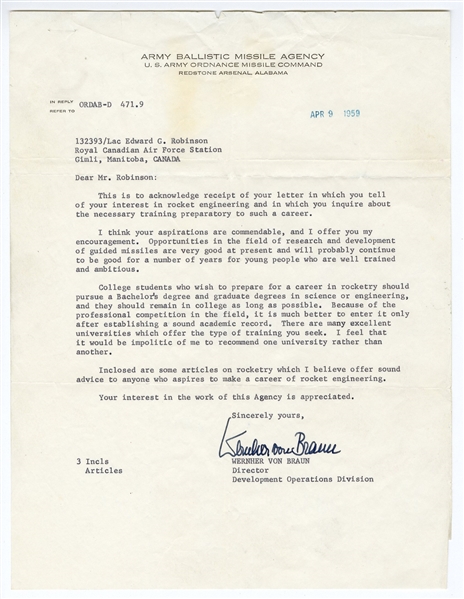 ARMY BALLISTIC MISSILE AGENCY
U. S. ARMY ORDNANCE MISSILE COMMAND
REDSTONE ARSENAL, ALABAMA
IN REPLY
REFER TO ORDAB-D 471.9
APR 9 1959
132393/Lac Edward G. Robinson
Royal Canadian Air Force Station
Gimli, Manitoba, CANADA
Dear Mr. Robinson:
This is to acknowledge receipt of your letter in which you tell
of your interest in rocket engineering and in which you inquire about
the necessary training preparatory to such a career.
I think your aspirations are commendable, and I offer you my
encouragement. Opportunities in the field of research and development
of guided missiles are very good at present and will probably continue
to be good for a number of years for young people who are well trained
and ambitious.
College students who wish to prepare for a career in rocketry should
pursue a Bachelor's degree and graduate degrees in science or engineering,
and they should remain in college as long as possible. Because of the
professional competition in the field, it is much better to enter it only
after establishing a sound academic record. There are many excellent
universities which offer the type of training you seek. I feel that
it would be impolitic of me to recommend one university rather than
another.
Inclosed are some articles on rocketry which I believe offer sound
advice to anyone who aspires to make a career of rocket engineering.
Your interest in the work of this Agency is appreciated.
Sincerely yours,
Wernher von Braun
3 Incls
Articles
WERNHER VON BRAUN
Director
Development Operations Division